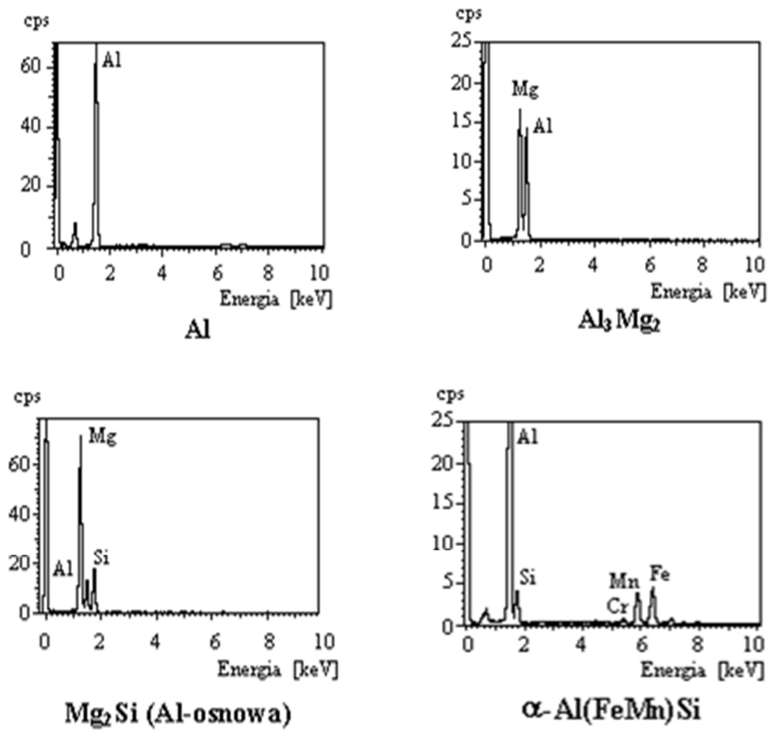 cps
60
40
20
0
Al
0 2 4 6 8 10
Energia [keV]
Al
cps
25
20
15
10
5
0
Mg
Al
0 2 4 6 8 10
Energia [keV]
Al₃Mg₂
cps
60
40
20
0
Mg
Al
Si
0 2 4 6 8 10
Energia [keV]
Mg₂Si (Al-osnowa)
cps
25
20
15
10
5
0
Al
Si
Mn
Fe
Cr
0 2 4 6 8 10
Energia [keV]
α-Al(FeMn)Si